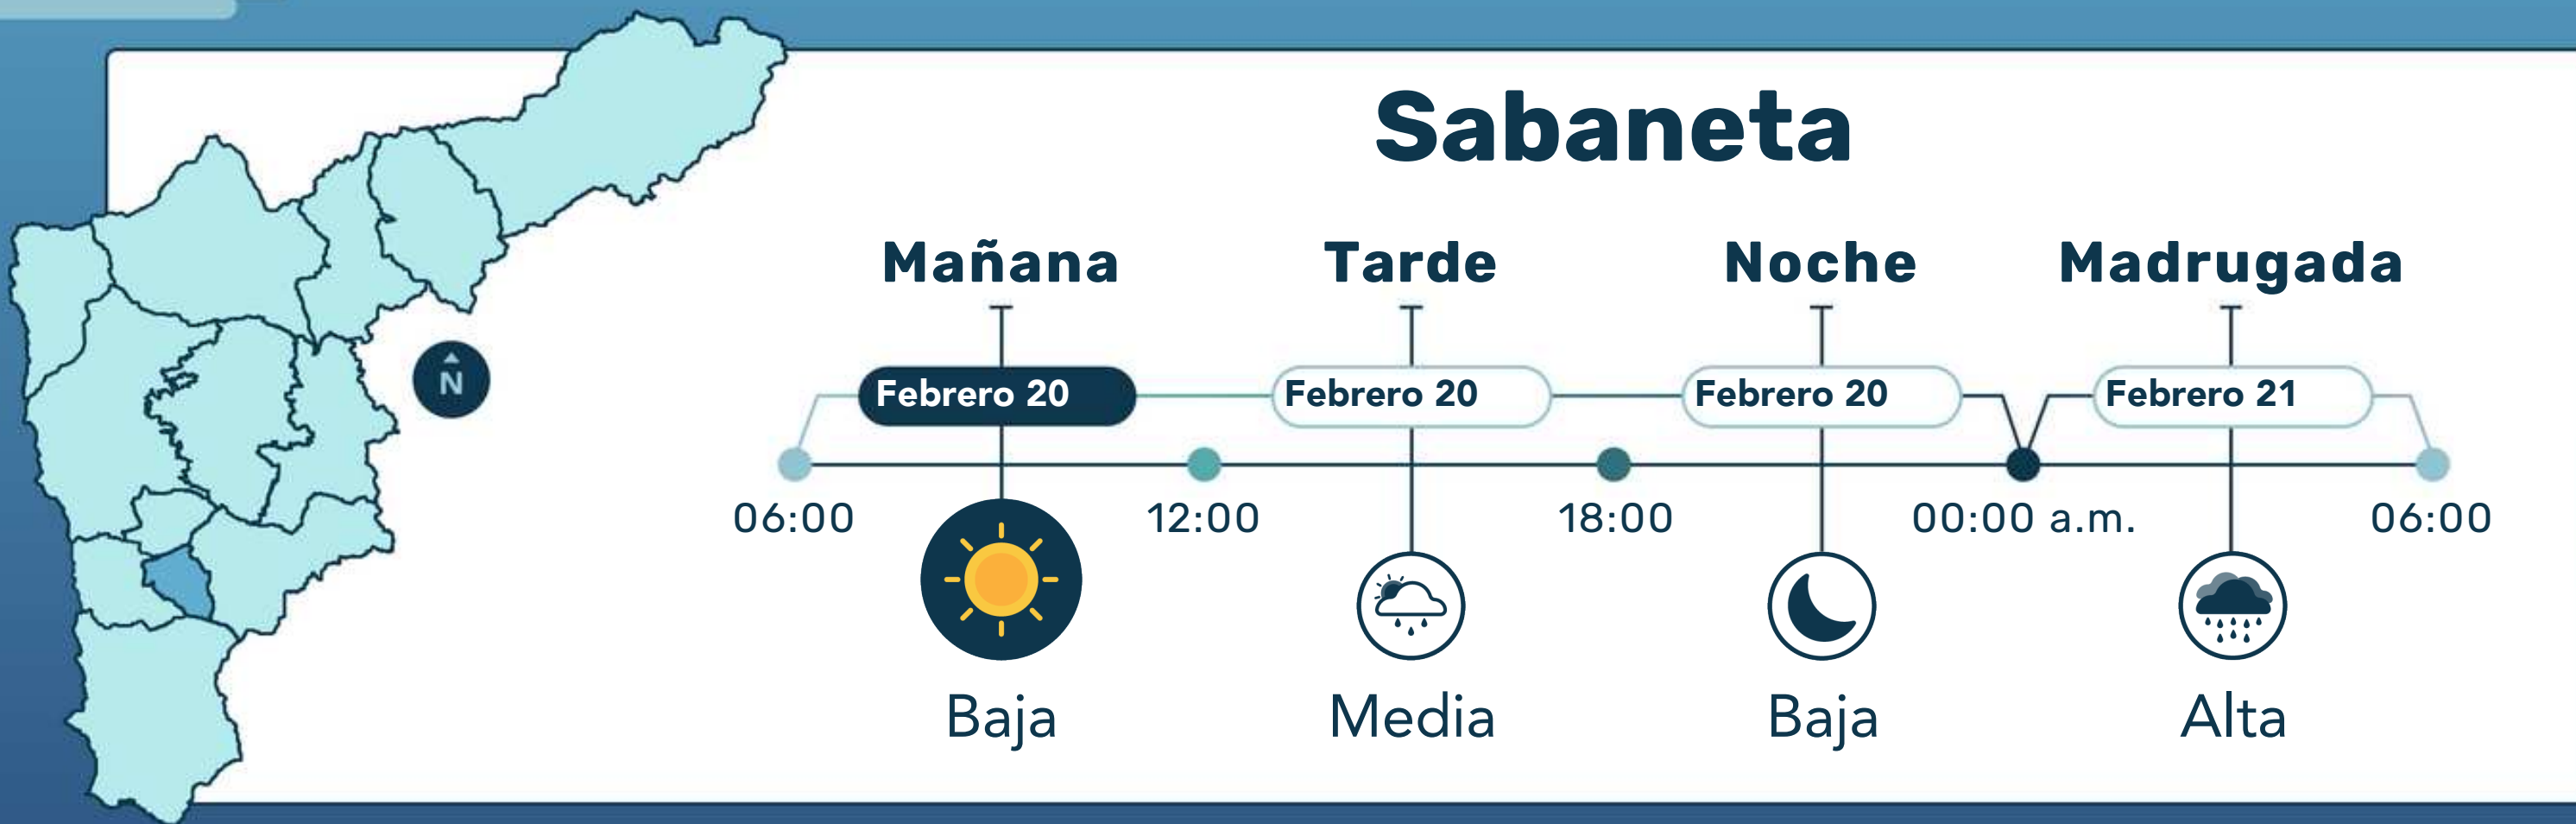 Sabaneta
Mañana Tarde Noche Madrugada
N
Febrero 20 Febrero 20 Febrero 20 Febrero 21
06:00 12:00 18:00 00:00 a.m. 06:00
Baja Media Baja Alta